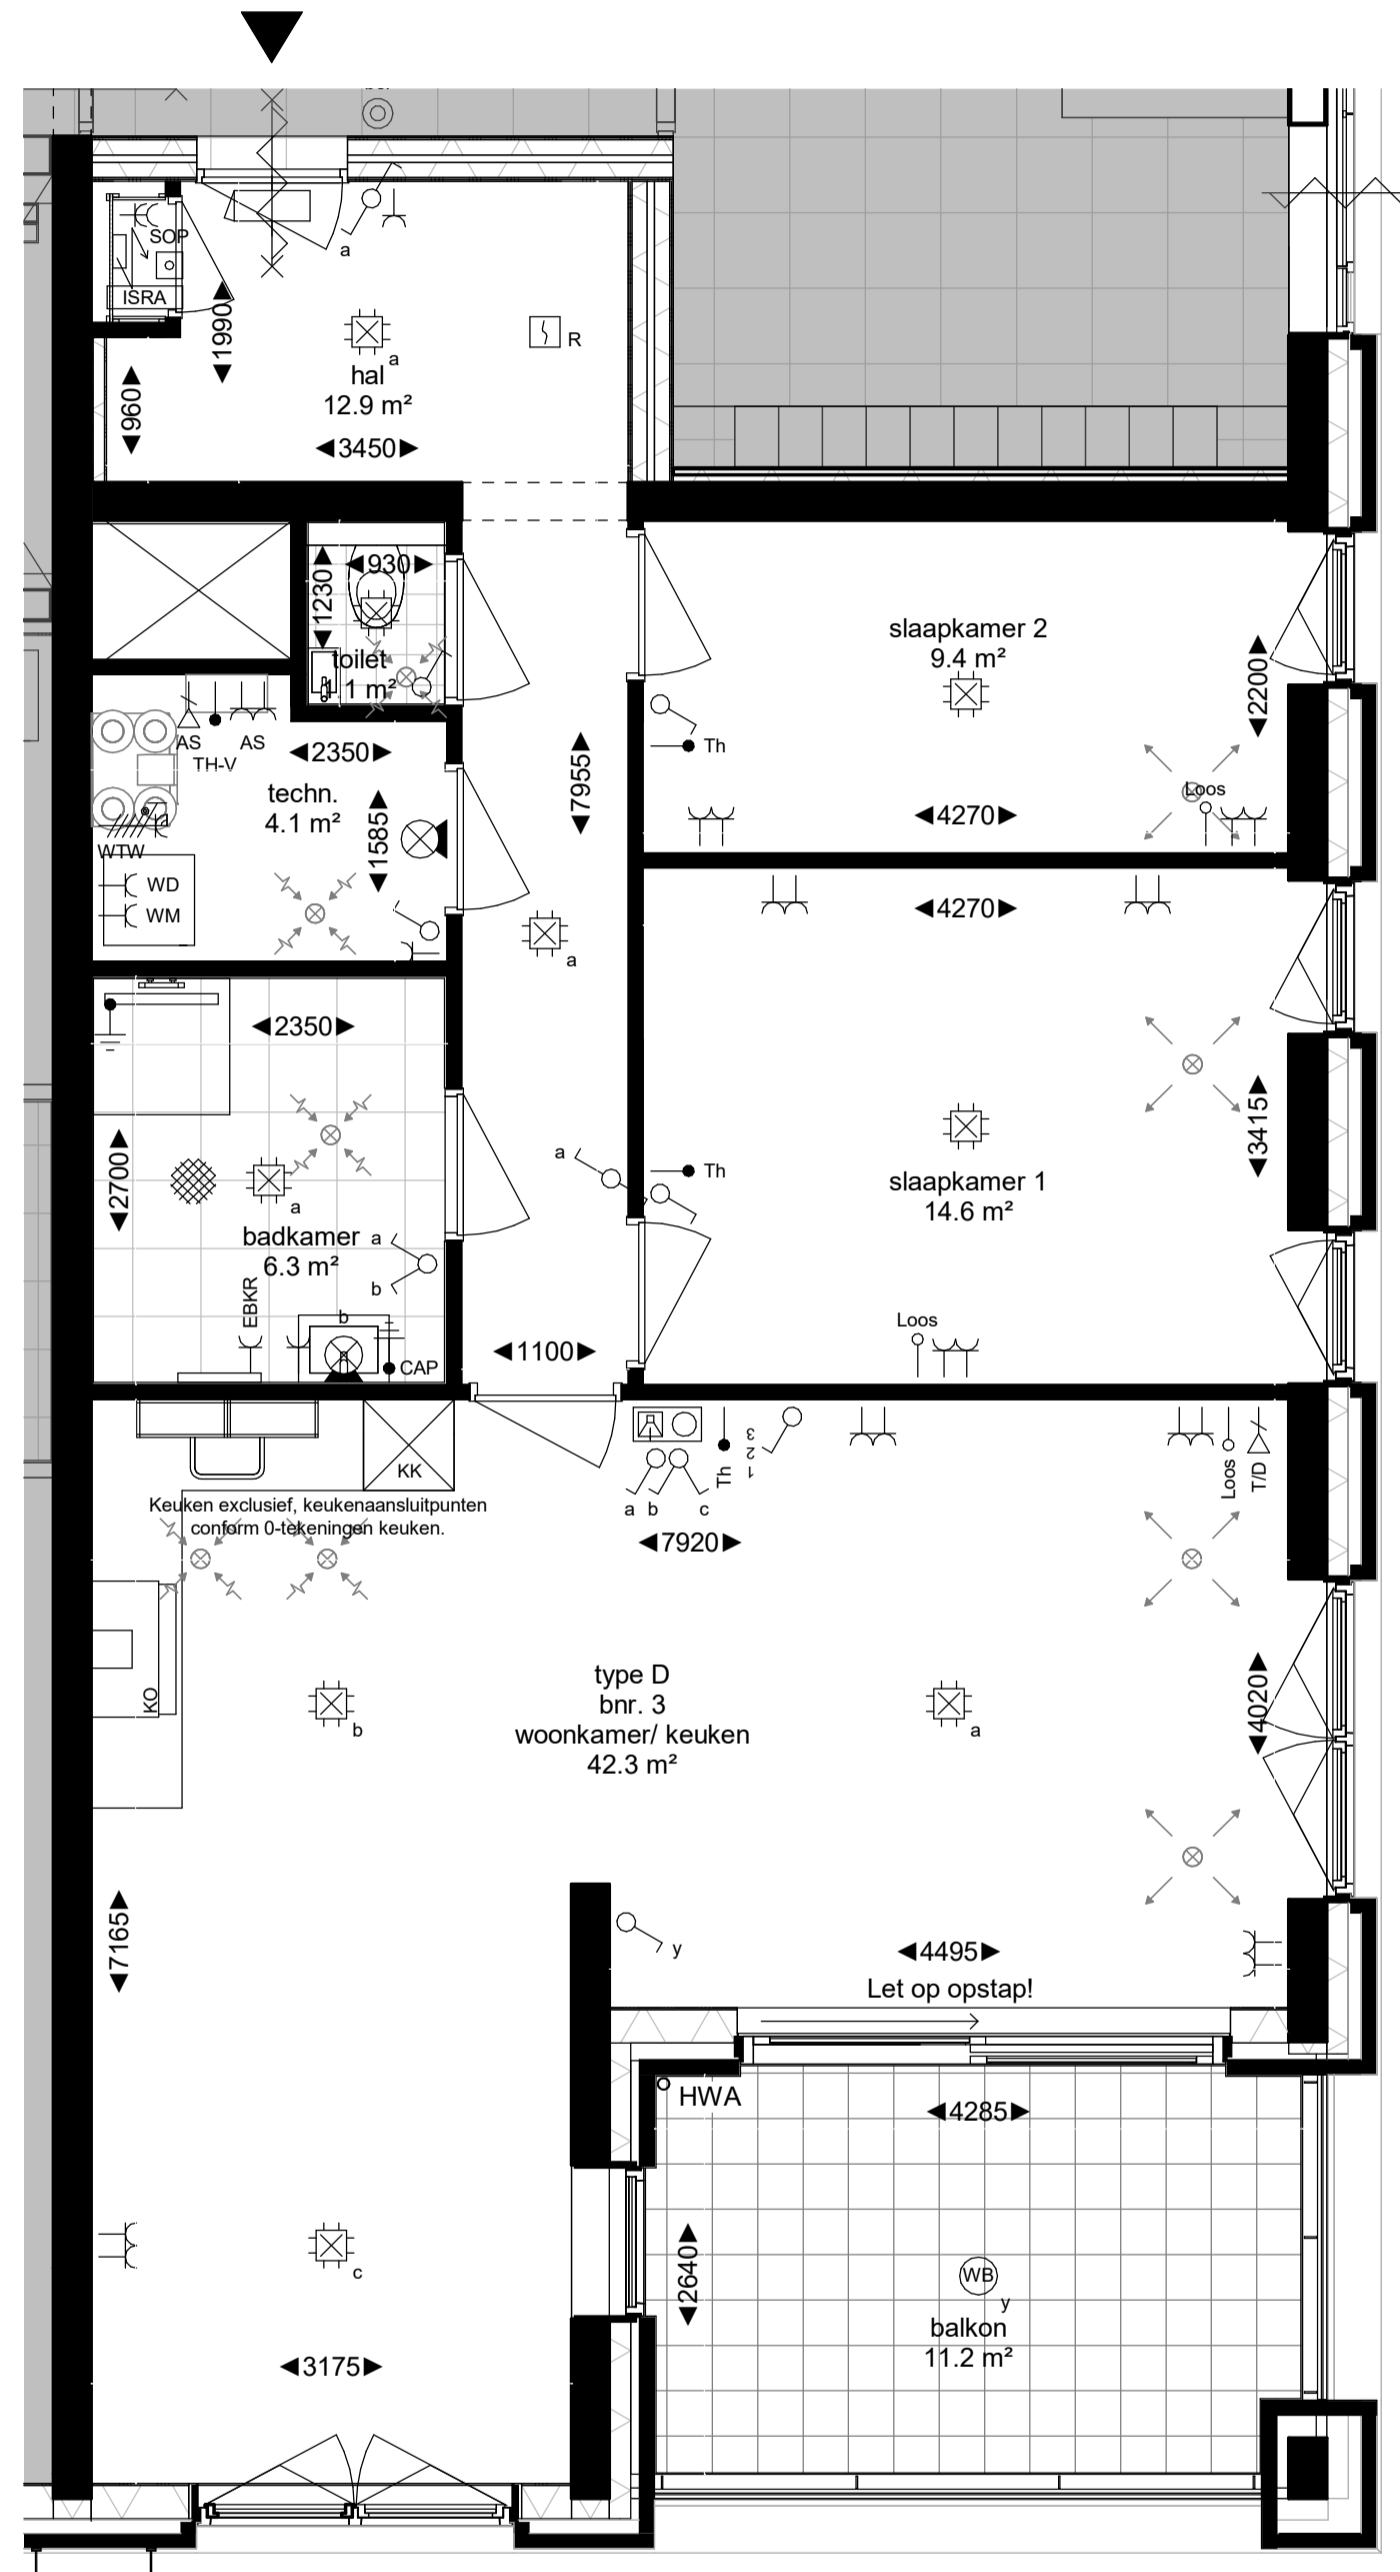 a
SOP
ISRA
1990
a
R
hal
12.9 m²
960
3450
930
1230
toilet
1.1 m²
slaapkamer 2
9.4 m²
2200
AS
AS
TH-V
2350
Th
7955
techn.
4.1 m²
1585
Loos
4270
WTW
WD
WM
4270
a
2350
3415
2700
a
Th
a
slaapkamer 1
14.6 m²
badkamer
6.3 m²
a
b
EBKR
b
CAP
Loos
1100
KK
Keuken exclusief, keukenaansluitpunten
conform 0-tekeningen keuken.
a
b
c
Th
1 2 3
Loos
T/D
7920
KO
type D
bnr. 3
woonkamer/ keuken
42.3 m²
b
a
4020
7165
y
4495
Let op opstap!
HWA
4285
c
2640
WB
y
balkon
11.2 m²
3175